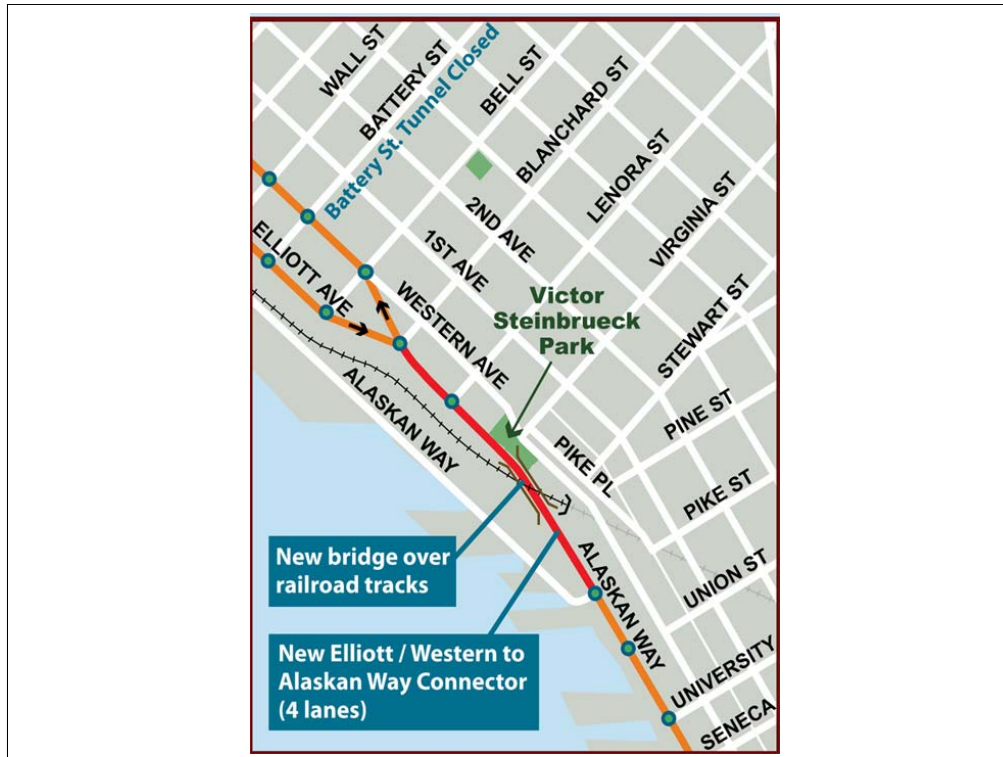 WALL ST
BATTERY ST
Battery St. Tunnel Closed
BELL ST
BLANCHARD ST
LENORA ST
VIRGINIA ST
2ND AVE
1ST AVE
ELLIOTT AVE
WESTERN AVE
Victor
Steinbrueck
Park
STEWART ST
ALASKAN WAY
PINE ST
PIKE PL
PIKE ST
New bridge over
railroad tracks
ALASKAN WAY
UNION ST
New Elliott / Western to
Alaskan Way Connector
(4 lanes)
UNIVERSITY
SENECA